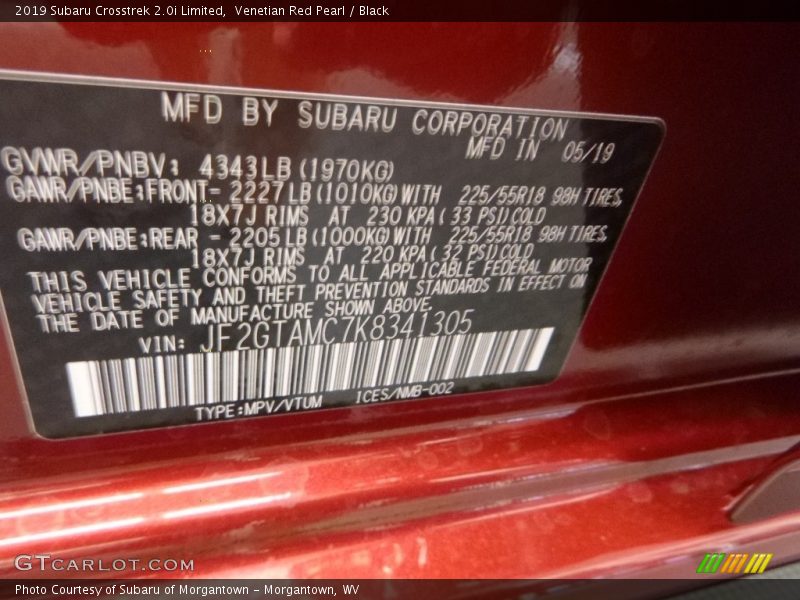 2019 Subaru Crosstrek 2.0i Limited,  Venetian Red Pearl / Black
MFD BY SUBARU CORPORATION
MFD IN 05/19
GVWR/PNBV: 4343LB (1970KG)
GAWR/PNBE:FRONT- 2227LB (1010KG) WITH 225/55R18 98H TIRES,
18X7J RIMS AT 230 KPA ( 33 PSI) COLD
GAWR/PNBE:REAR - 2205LB (1000KG) WITH 225/55R18 98H TIRES,
18X7J RIMS AT 220 KPA ( 32 PSI) COLD
THIS VEHICLE CONFORMS TO ALL APPLICABLE FEDERAL MOTOR
VEHICLE SAFETY AND THEFT PREVENTION STANDARDS IN EFFECT ON
THE DATE OF MANUFACTURE SHOWN ABOVE.
VIN: JF2GTAMC7K8341305
TYPE:MPV/VTUM ICES/NMB-002
GTCARLOT.COM
Photo Courtesy of Subaru of Morgantown - Morgantown, WV